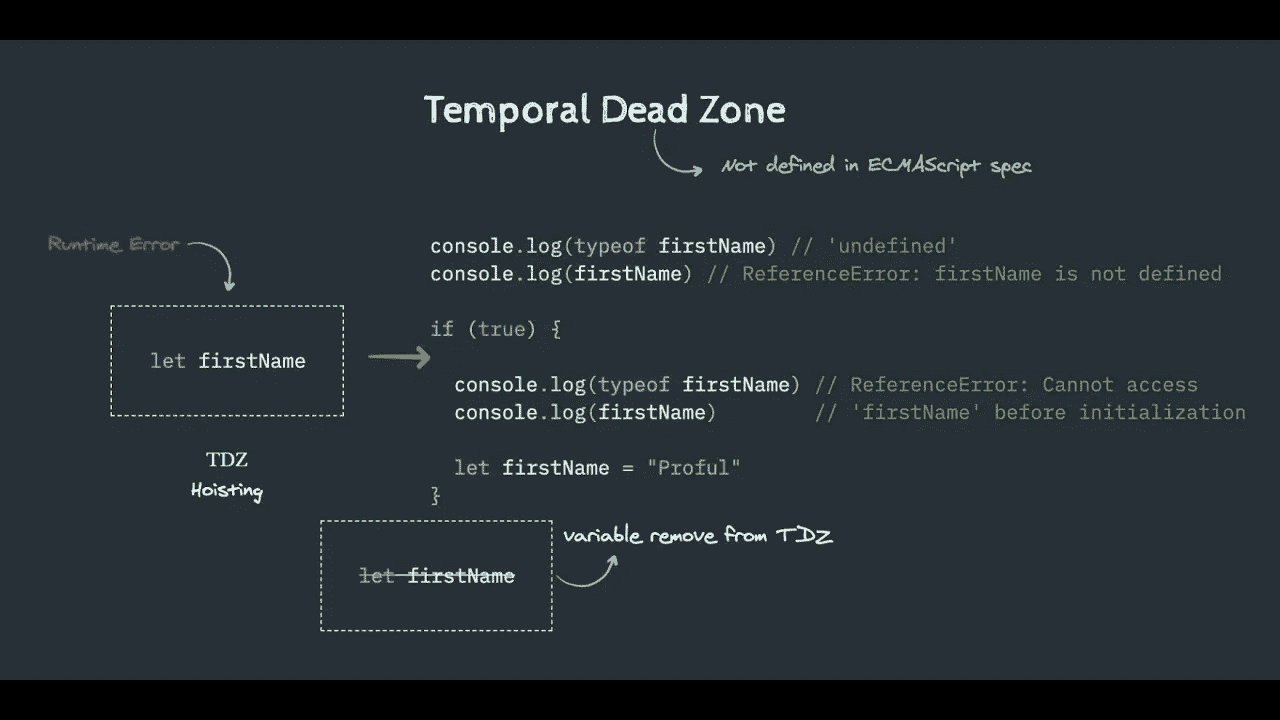 Temporal Dead Zone
Not defined in ECMAScript spec
Runtime Error
let firstName
TDZ
Hoisting
console.log(typeof firstName) // 'undefined'
console.log(firstName) // ReferenceError: firstName is not defined
if (true) {
console.log(typeof firstName) // ReferenceError: Cannot access
console.log(firstName) // 'firstName' before initialization
let firstName = "Proful"
}
let firstName
variable remove from TDZ